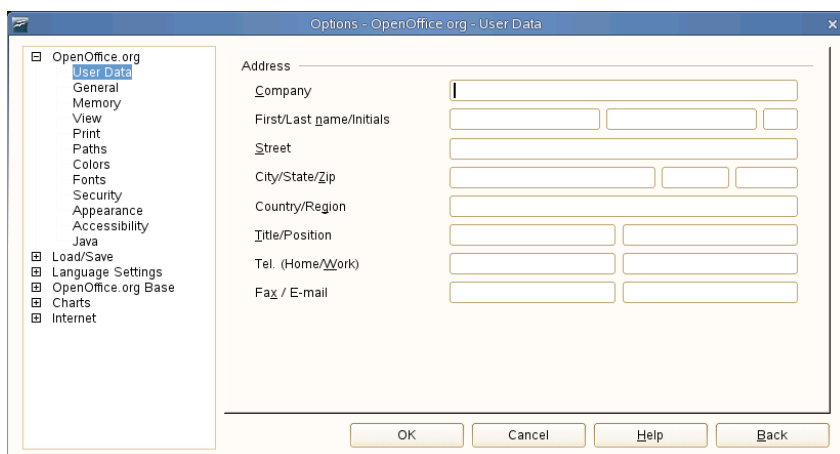 Options - OpenOffice.org - User Data
OpenOffice.org
User Data
General
Memory
View
Print
Paths
Colors
Fonts
Security
Appearance
Accessibility
Java
Load/Save
Language Settings
OpenOffice.org Base
Charts
Internet
Address
Company
First/Last name/Initials
Street
City/State/Zip
Country/Region
Title/Position
Tel. (Home/Work)
Fax / E-mail
OK
Cancel
Help
Back